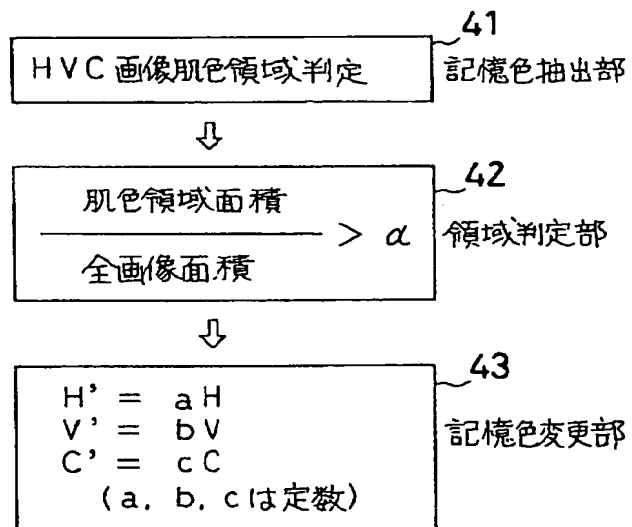 41
HVC画像肌色領域判定 記憶色抽出部
42
肌色領域面積
全画像面積
> α 領域判定部
43
H' = aH
V' = bV
C' = cC
(a, b, cは定数)
記憶色変更部